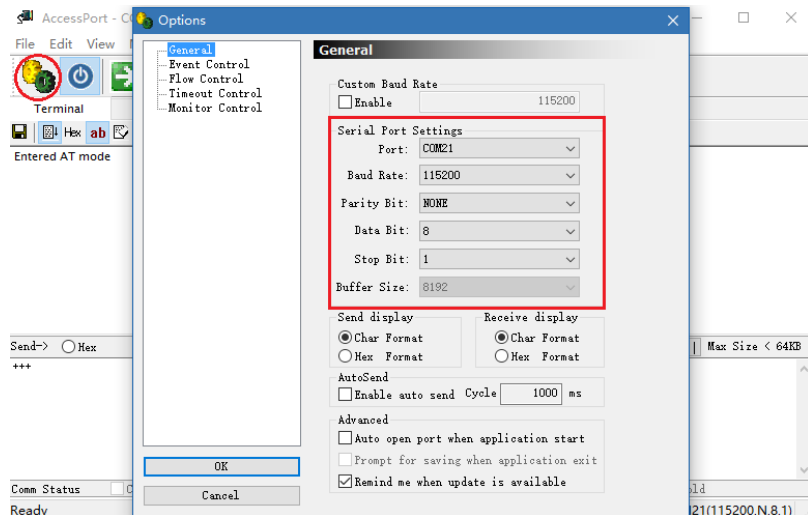 AccessPort - C
Options
File Edit View
Terminal
Hex ab
Entered AT mode
General
Event Control
Flow Control
Timeout Control
Monitor Control
General
Custom Baud Rate
Enable 115200
Serial Port Settings
Port: COM21
Baud Rate: 115200
Parity Bit: NONE
Data Bit: 8
Stop Bit: 1
Buffer Size: 8192
Send display Receive display
Char Format Char Format
Hex Format Hex Format
AutoSend
Enable auto send Cycle 1000 ms
Advanced
Auto open port when application start
Prompt for saving when application exit
Remind me when update is available
OK
Cancel
Send-> Hex Max Size < 64KB
+++
Comm Status
Ready 21(115200,N,8,1)